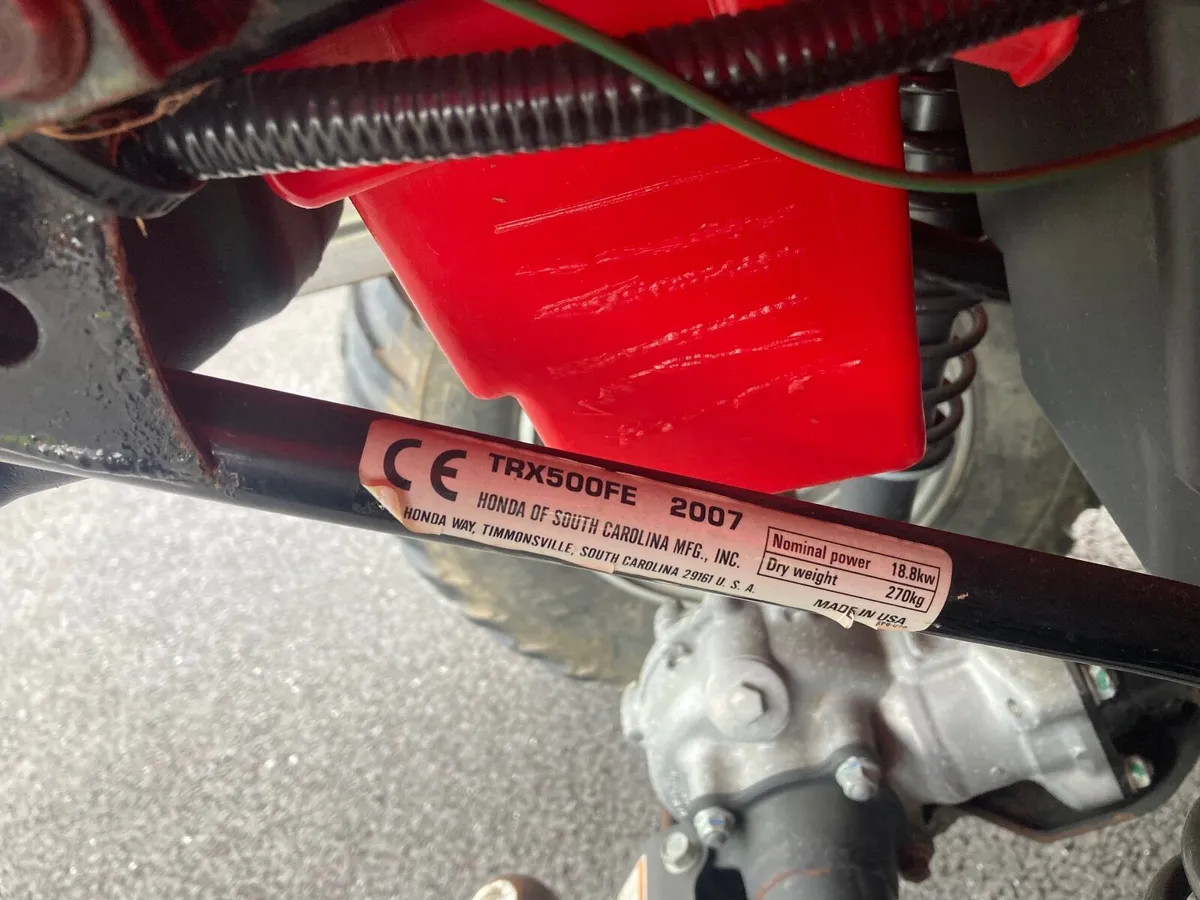 CE TRX500FE 2007
HONDA OF SOUTH CAROLINA MFG., INC.
HONDA WAY, TIMMONSVILLE, SOUTH CAROLINA 29161 U. S. A.
Nominal power 18.8kw
Dry weight 270kg
MADE IN USA